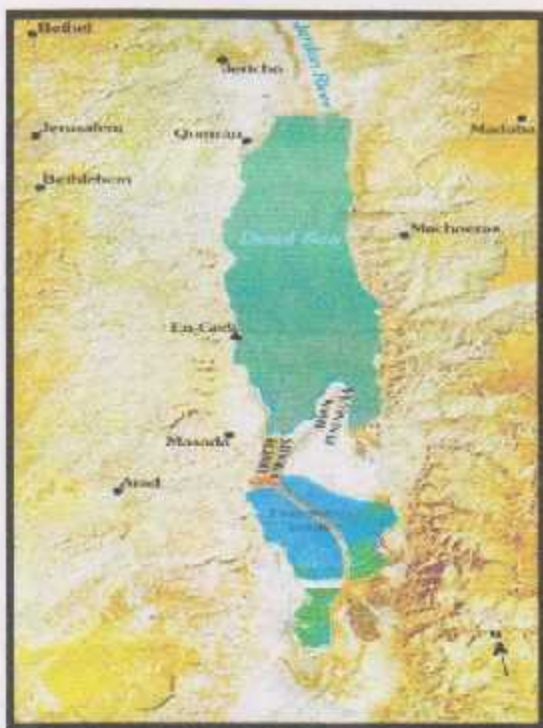 Bethel
Jericho
Jordan River
Jerusalem
Qumran
Madaba
Bethlehem
Dead Sea
Machaerus
En-Gedi
Masada
Arad
N